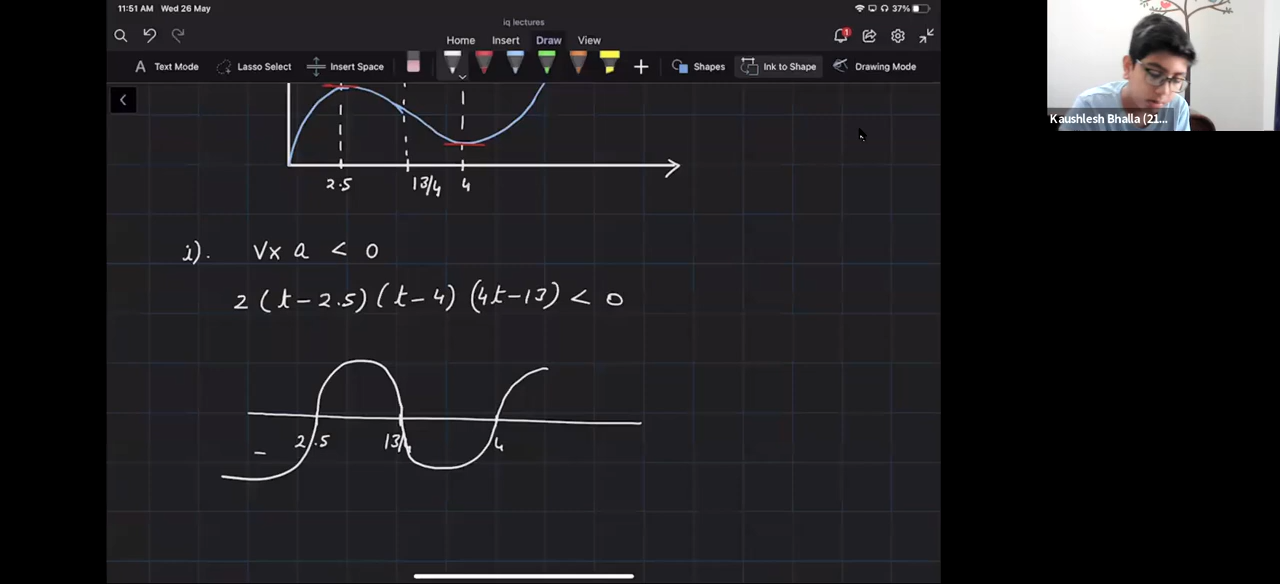 11:51 AM Wed 26 May
37%
iq lectures
Home Insert Draw View
1
Text Mode Lasso Select Insert Space Shapes Ink to Shape Drawing Mode
Kaushlesh Bhalla (21...
2.5 13/4 4
i). V x a < 0
2 (t - 2.5) (t - 4) (4t - 13) < 0
2.5 13/4 4
-